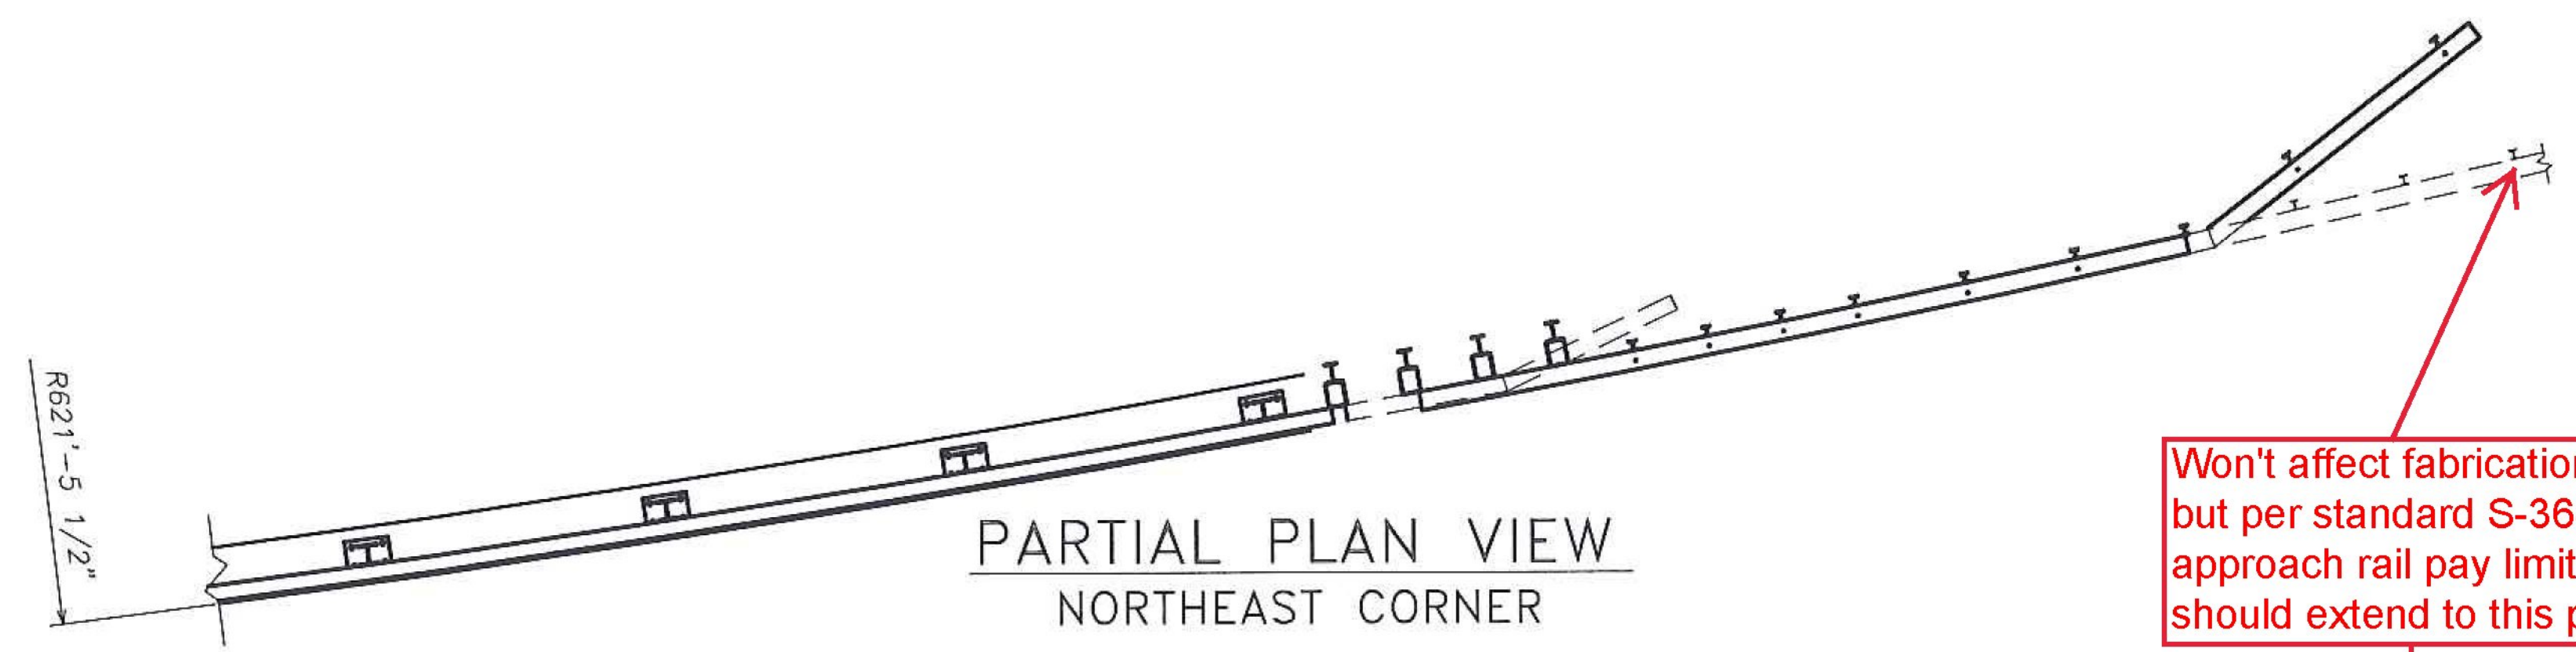 R621'-5 1/2"
PARTIAL PLAN VIEW
NORTHEAST CORNER
Won't affect fabrication
but per standard S-36
approach rail pay limit
should extend to this